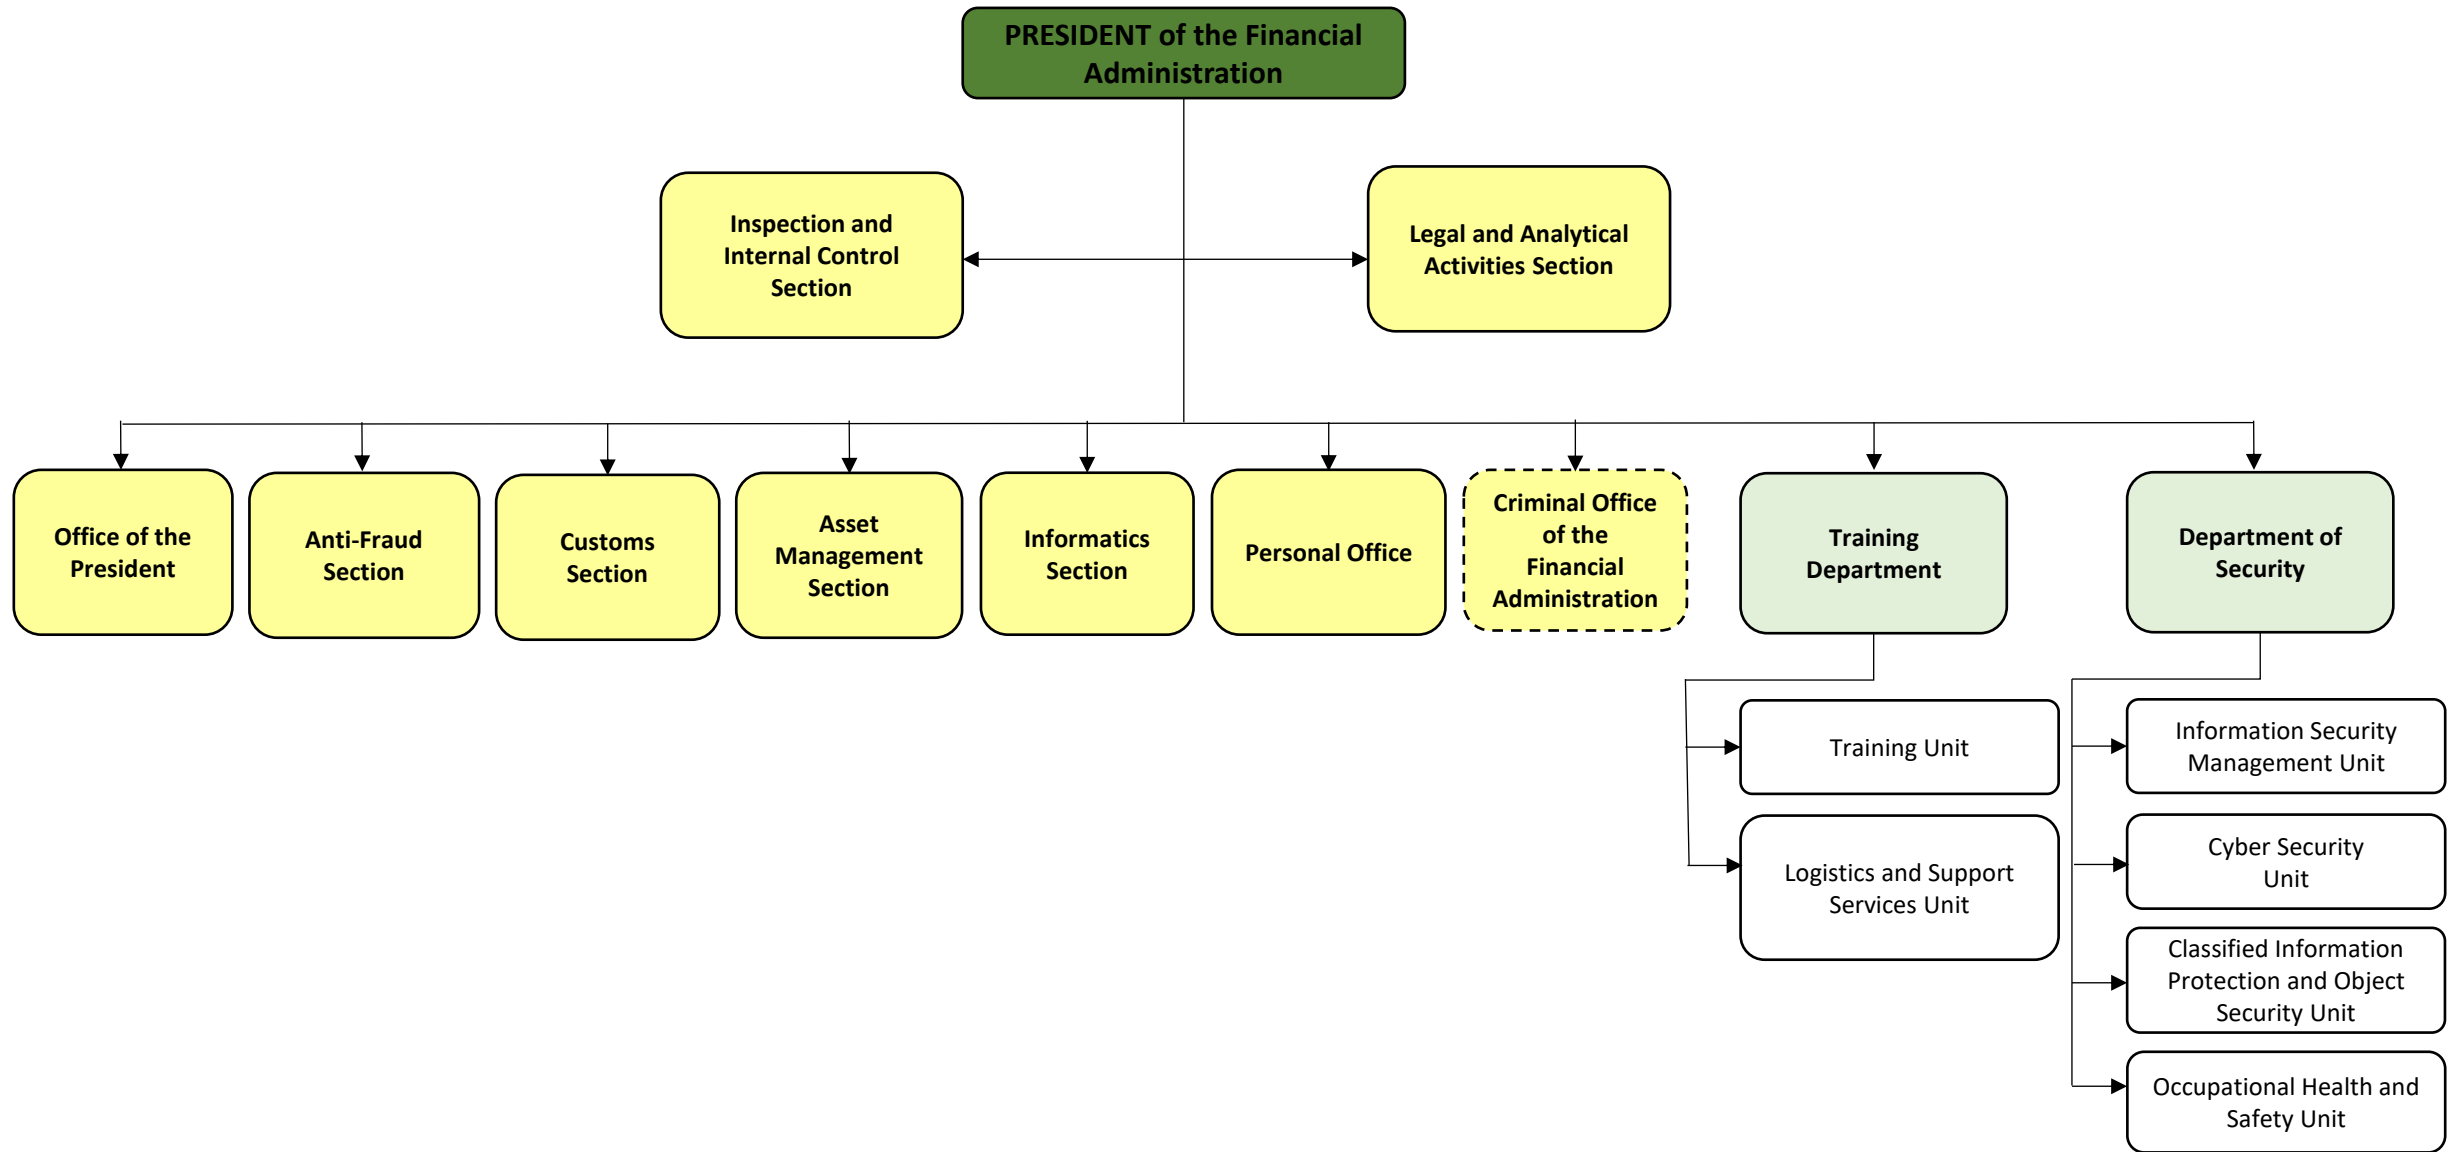 PRESIDENT of the Financial
Administration
Inspection and
Internal Control
Section
Legal and Analytical
Activities Section
Office of the
President
Anti-Fraud
Section
Customs
Section
Asset
Management
Section
Informatics
Section
Personal Office
Criminal Office
of the
Financial
Administration
Training
Department
Department of
Security
Training Unit
Logistics and Support
Services Unit
Information Security
Management Unit
Cyber Security
Unit
Classified Information
Protection and Object
Security Unit
Occupational Health and
Safety Unit